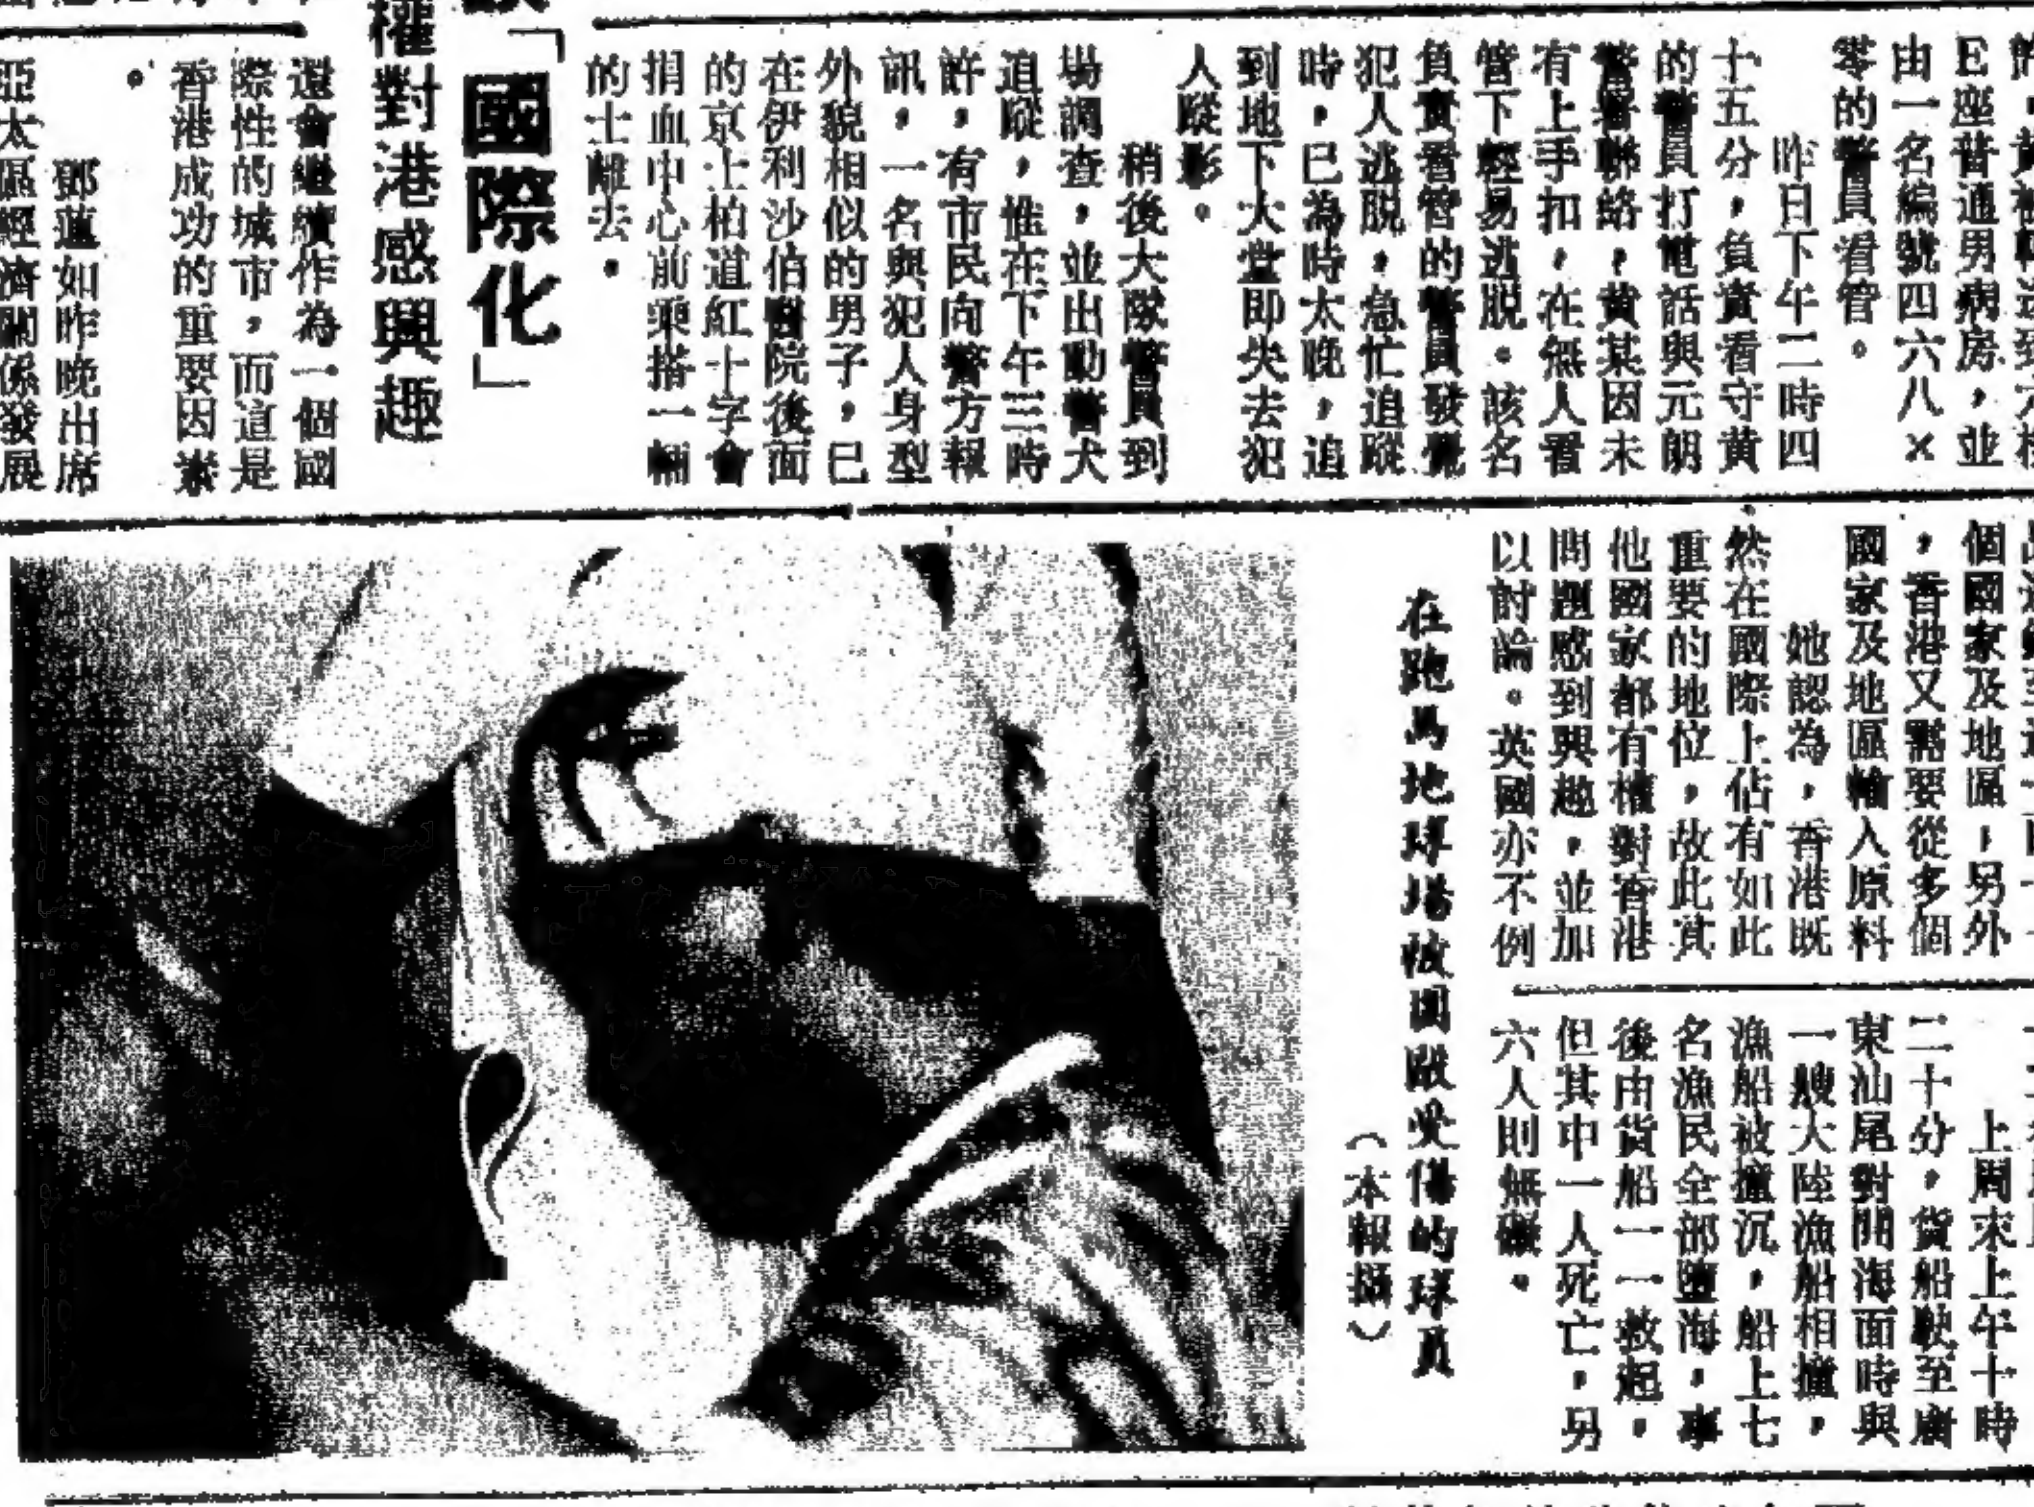 E座普通男病房，並
由一名編號四六八×
零的警員看管。
昨日下午二時四
十五分，負責看守黃
的警員打電話與元朗
警署聯絡，黃某因未
有上手扣，在無人看
管下輕易逃脫。該名
負責看管的警員發覺
犯人逃脫，急忙追蹤
時，已為時太晚，追
到地下大堂即失去犯
人蹤影。
稍後大隊警員到
場調查，並出動警犬
追蹤，惟在下午三時
許，有市民向警方報
訊，一名與犯人身型
外貌相似的男子，已
在伊利沙伯醫院後面
的京士柏道紅十字會
捐血中心前乘搭一輛
的士離去。
「國際化」
權對港感興趣
還會繼續作為一個國
際性的城市，而這是
香港成功的重要因素
。
鄧蓮如昨晚出席
亞太區經濟關係發展
個國家及地區，另外
，香港又需要從多個
國家及地區輸入原料
她認為，香港既
然在國際上佔有如此
重要的地位，故此其
他國家都有權對香港
問題感到興趣，並加
以討論。英國亦不例
在跑馬地球場被圍毆受傷的球員
（本報攝）
上周末上午十時
二十分，貨船駛至廣
東汕尾對開海面時與
一艘大陸漁船相撞，
漁船被撞沉，船上七
名漁民全部墮海，事
後由貨船一一救起，
但其中一人死亡，另
六人則無礙。